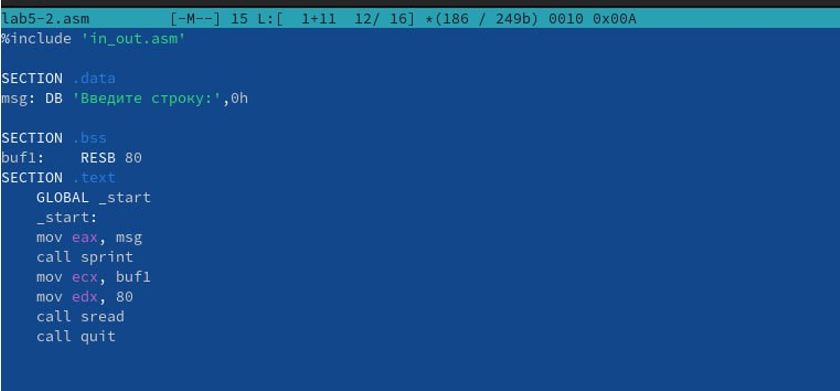 lab5-2.asm         [-M--] 15 L:[  1+11  12/ 16] *(186 / 249b) 0010 0x00A
%include 'in_out.asm'
SECTION .data
msg: DB 'Введите строку:',0h
SECTION .bss
buf1:    RESB 80
SECTION .text
    GLOBAL _start
    _start:
    mov eax, msg
    call sprint
    mov ecx, buf1
    mov edx, 80
    call sread
    call quit